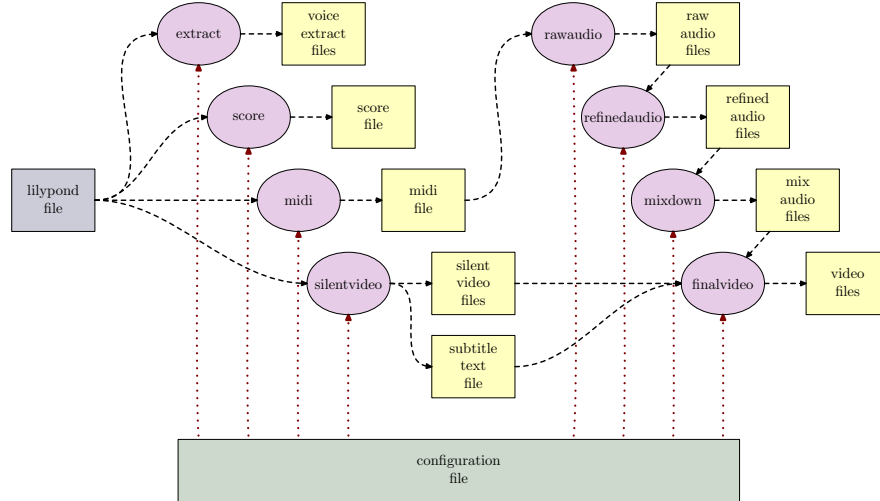 extract
voice
extract
files
rawaudio
raw
audio
files
score
score
file
refinedaudio
refined
audio
files
lilypond
file
midi
midi
file
mixdown
mix
audio
files
silentvideo
silent
video
files
finalvideo
video
files
subtitle
text
file
configuration
file